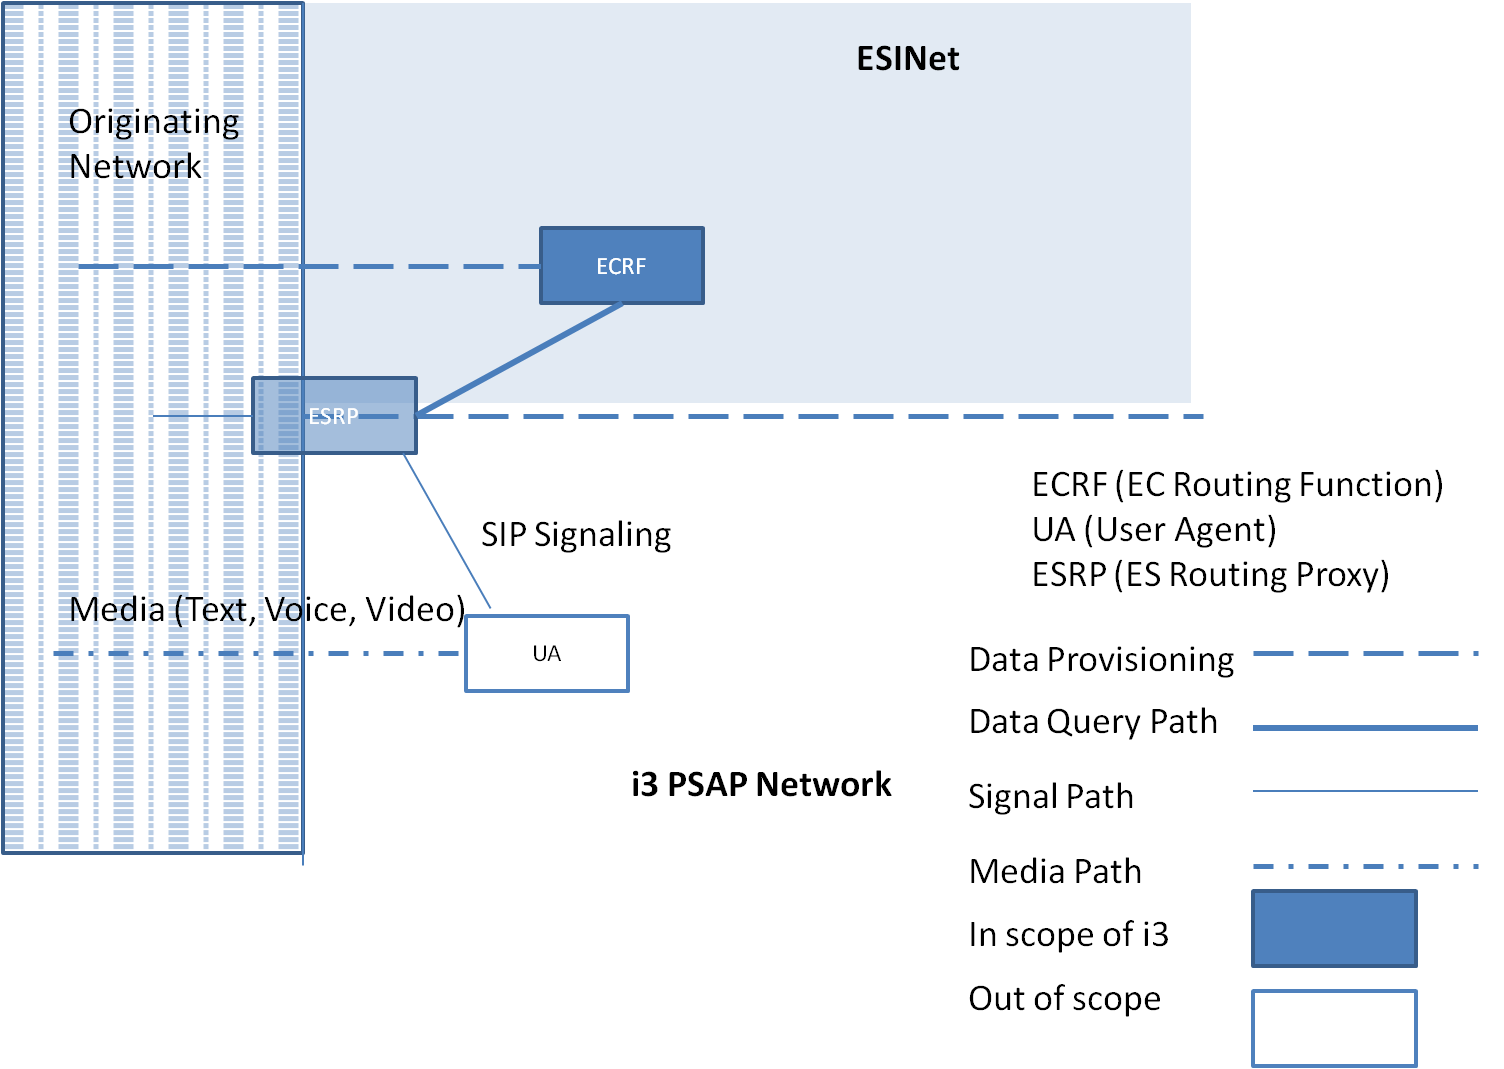 ESINet
Originating
Network
ECRF
ESRP
ECRF (EC Routing Function)
UA (User Agent)
ESRP (ES Routing Proxy)
SIP Signaling
Media (Text, Voice, Video)
UA
Data Provisioning
Data Query Path
i3 PSAP Network
Signal Path
Media Path
In scope of i3
Out of scope